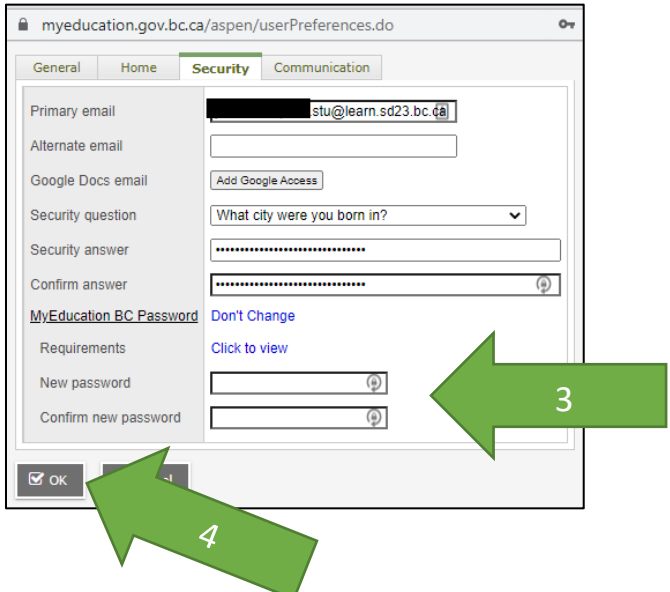 myeducation.gov.bc.ca/aspen/userPreferences.do
General Home Security Communication
Primary email .stu@learn.sd23.bc.ca
Alternate email
Google Docs email Add Google Access
Security question What city were you born in?
Security answer ••••••••••••••••••••••••••••••
Confirm answer ••••••••••••••••••••••••••••••
MyEducation BC Password Don't Change
Requirements Click to view
New password
3
Confirm new password
OK
4